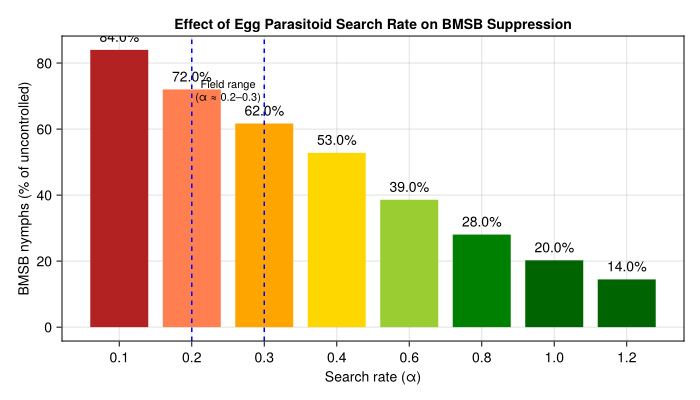 Effect of Egg Parasitoid Search Rate on BMSB Suppression
BMSB nymphs (% of uncontrolled)
80
60
40
20
0
84.0%
72.0%
Field range
(α ≈ 0.2–0.3)
62.0%
53.0%
39.0%
28.0%
20.0%
14.0%
0.1 0.2 0.3 0.4 0.6 0.8 1.0 1.2
Search rate (α)